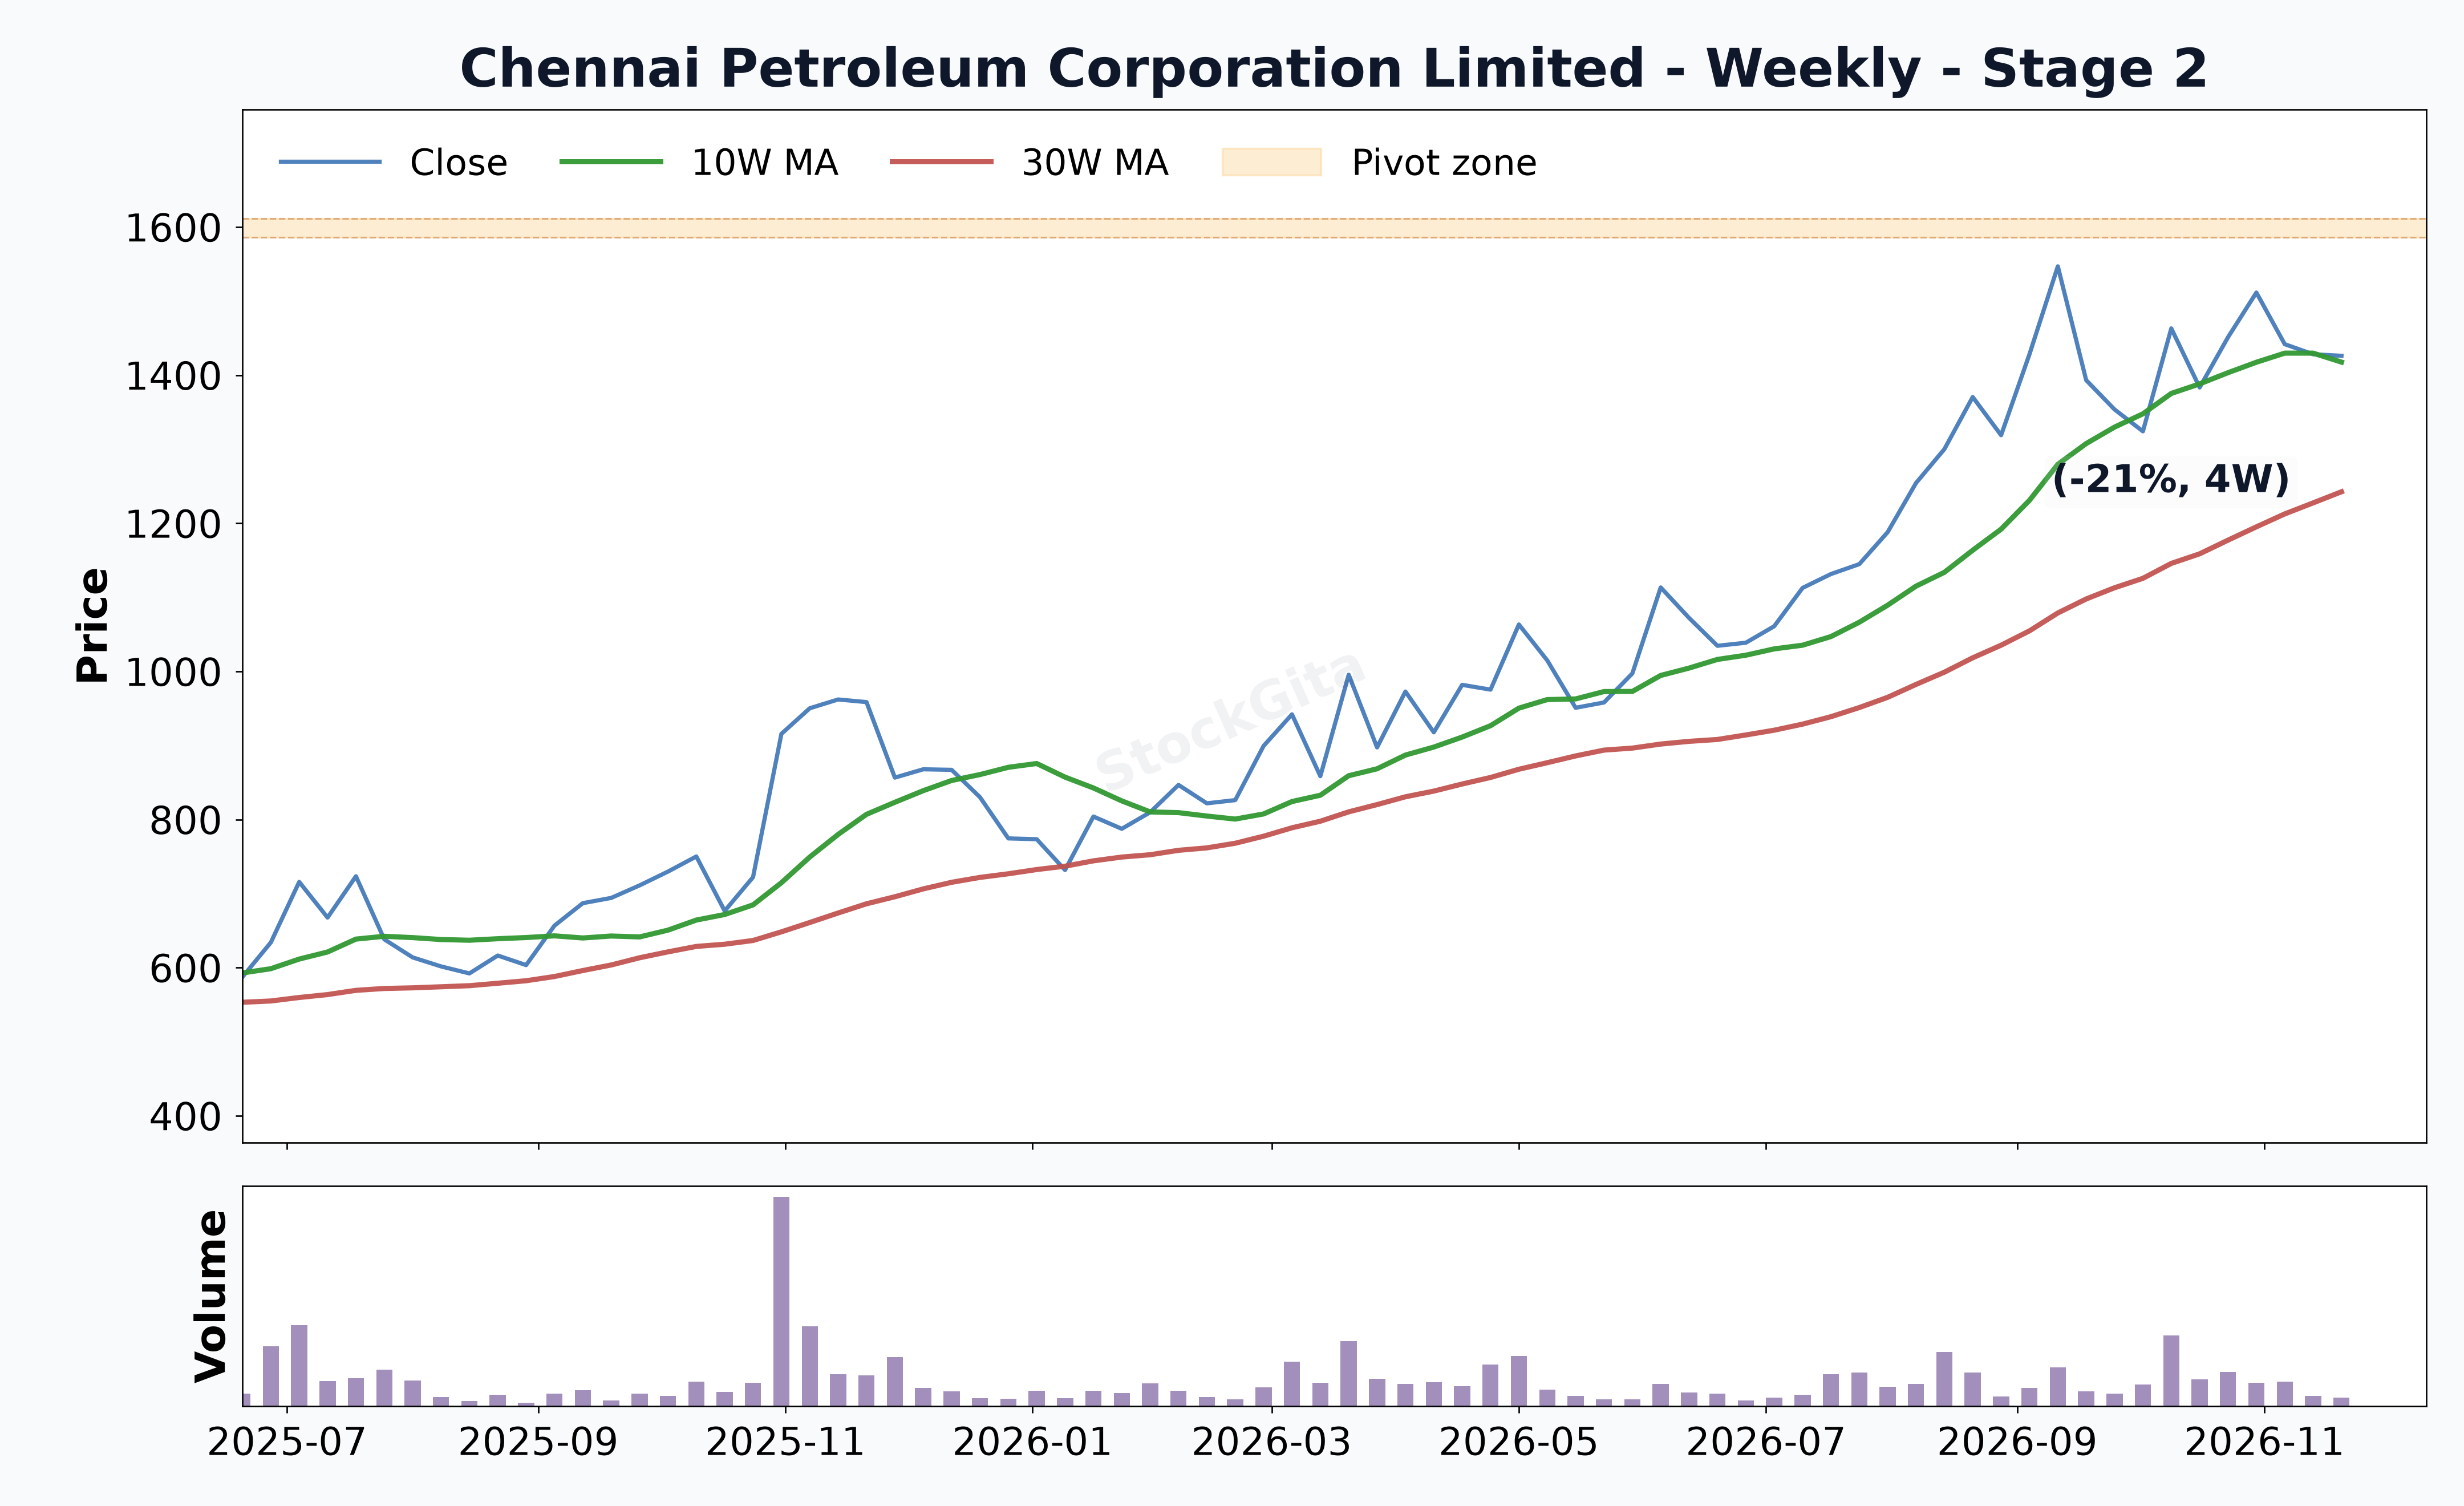 Chennai Petroleum Corporation Limited - Weekly - Stage 2
Close 10W MA 30W MA Pivot zone
1600
1400
1200
1000
800
600
400
Price
(-21%, 4W)
StockGita
Volume
2025-07 2025-09 2025-11 2026-01 2026-03 2026-05 2026-07 2026-09 2026-11